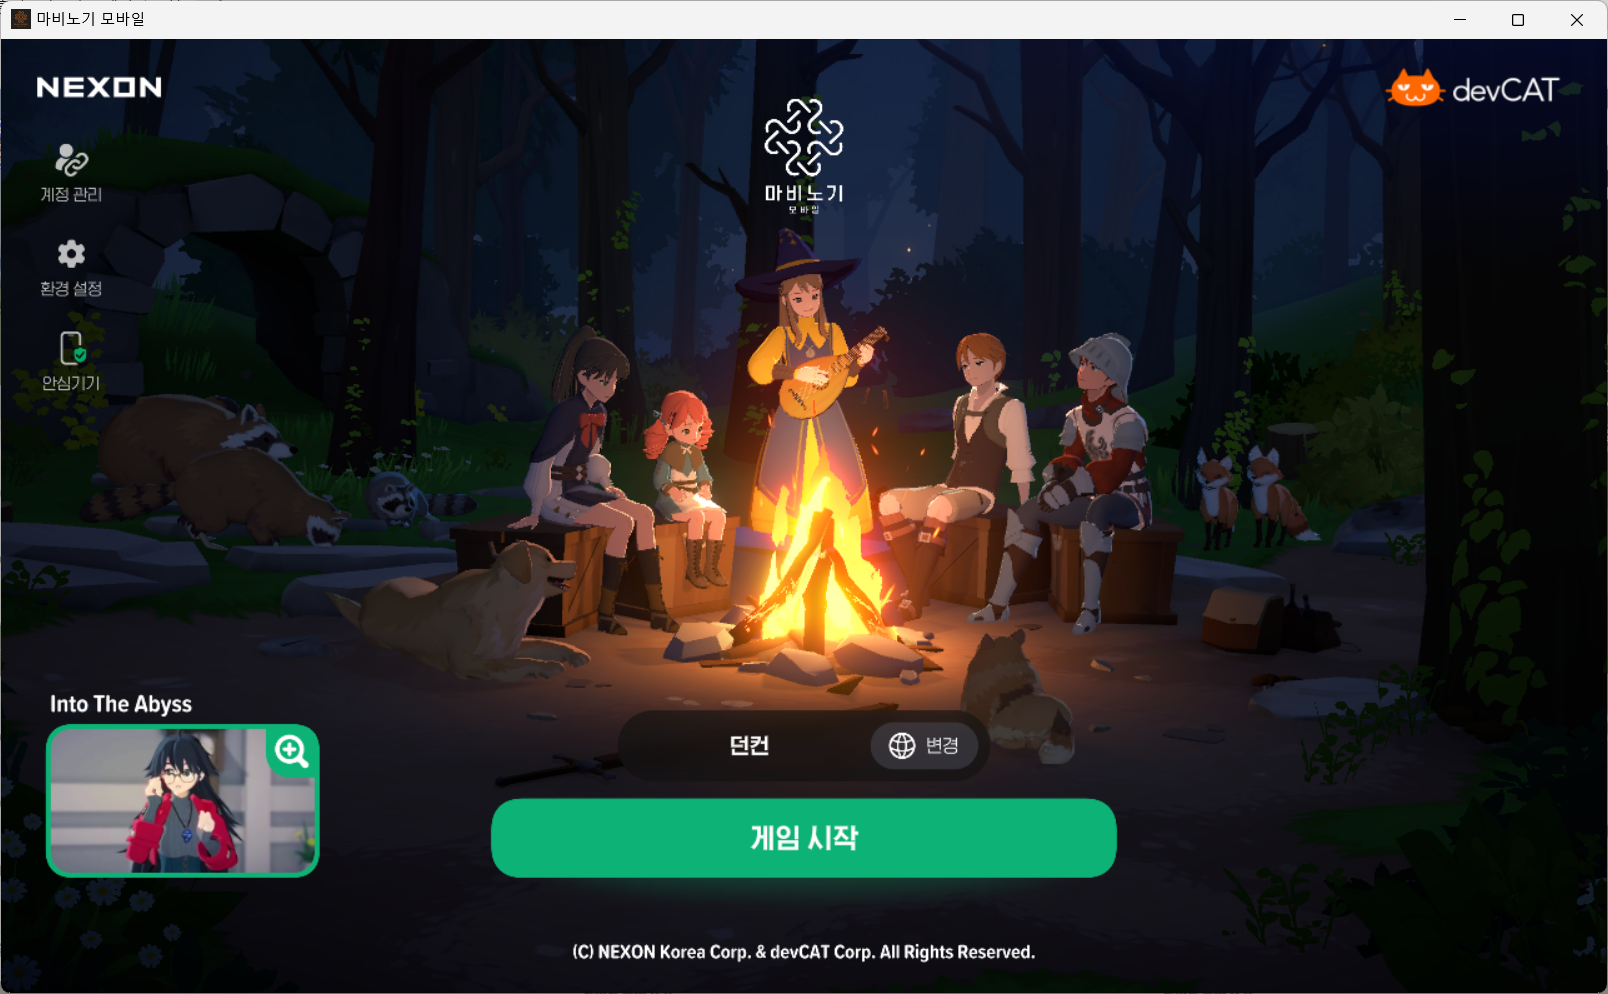 마비노기 모바일
NEXON
devCAT
마비노기
모바일
계정 관리
환경 설정
안심기기
Into The Abyss
던컨
변경
게임 시작
(C) NEXON Korea Corp. & devCAT Corp. All Rights Reserved.